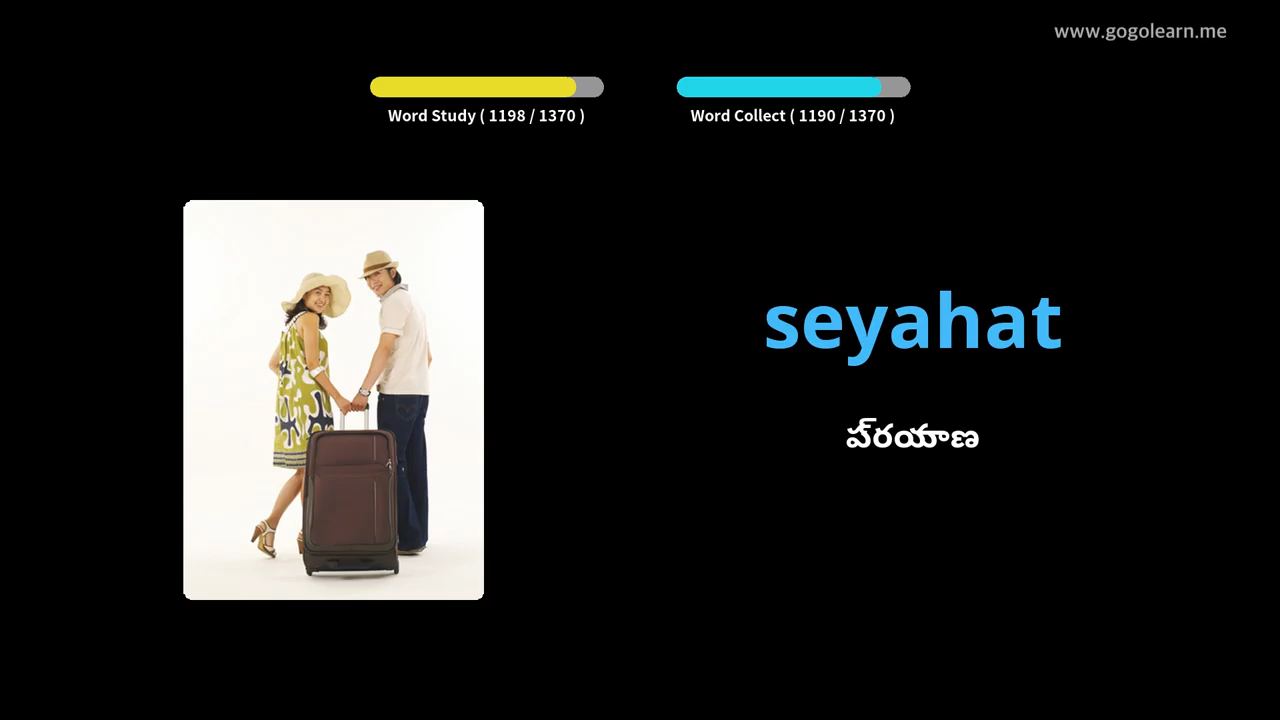 www.gogolearn.me
Word Study ( 1198 / 1370 )
Word Collect ( 1190 / 1370 )
seyahat
ప్రయాణ